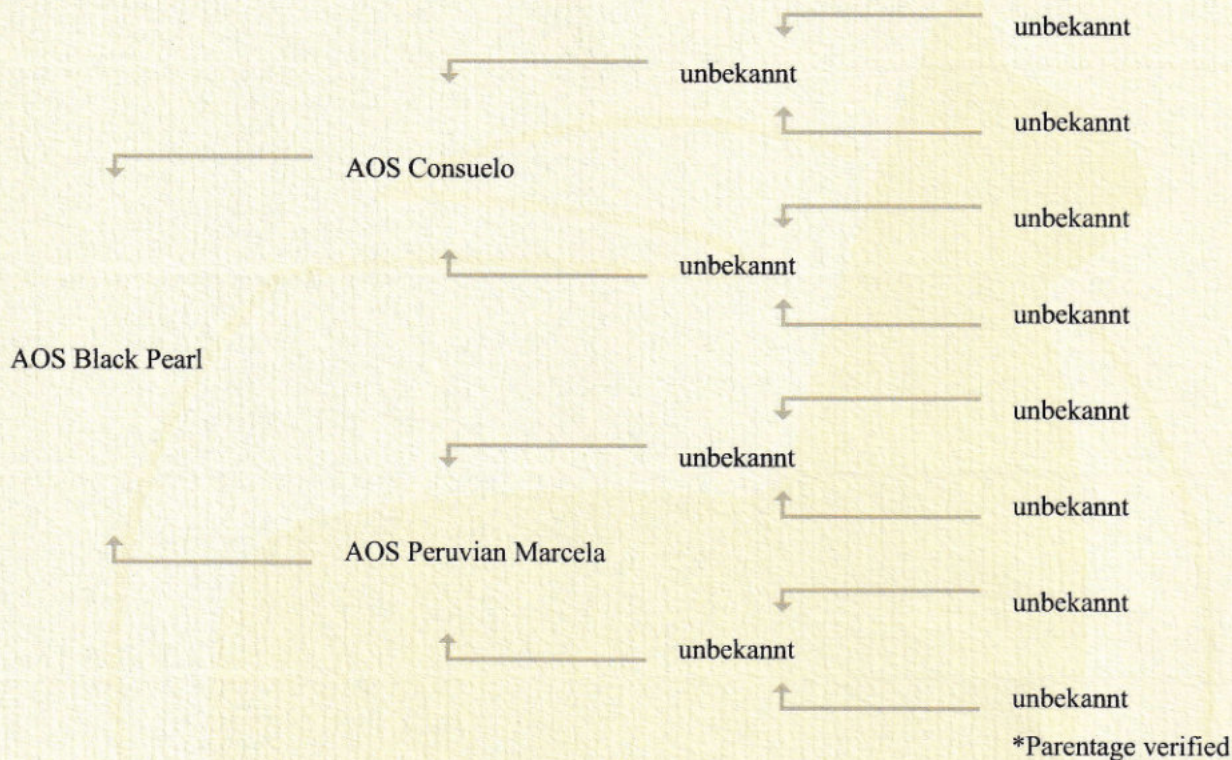 unbekannt
unbekannt
unbekannt
AOS Consuelo
unbekannt
unbekannt
unbekannt
AOS Black Pearl
unbekannt
unbekannt
unbekannt
AOS Peruvian Marcela
unbekannt
unbekannt
unbekannt
unbekannt
*Parentage verified